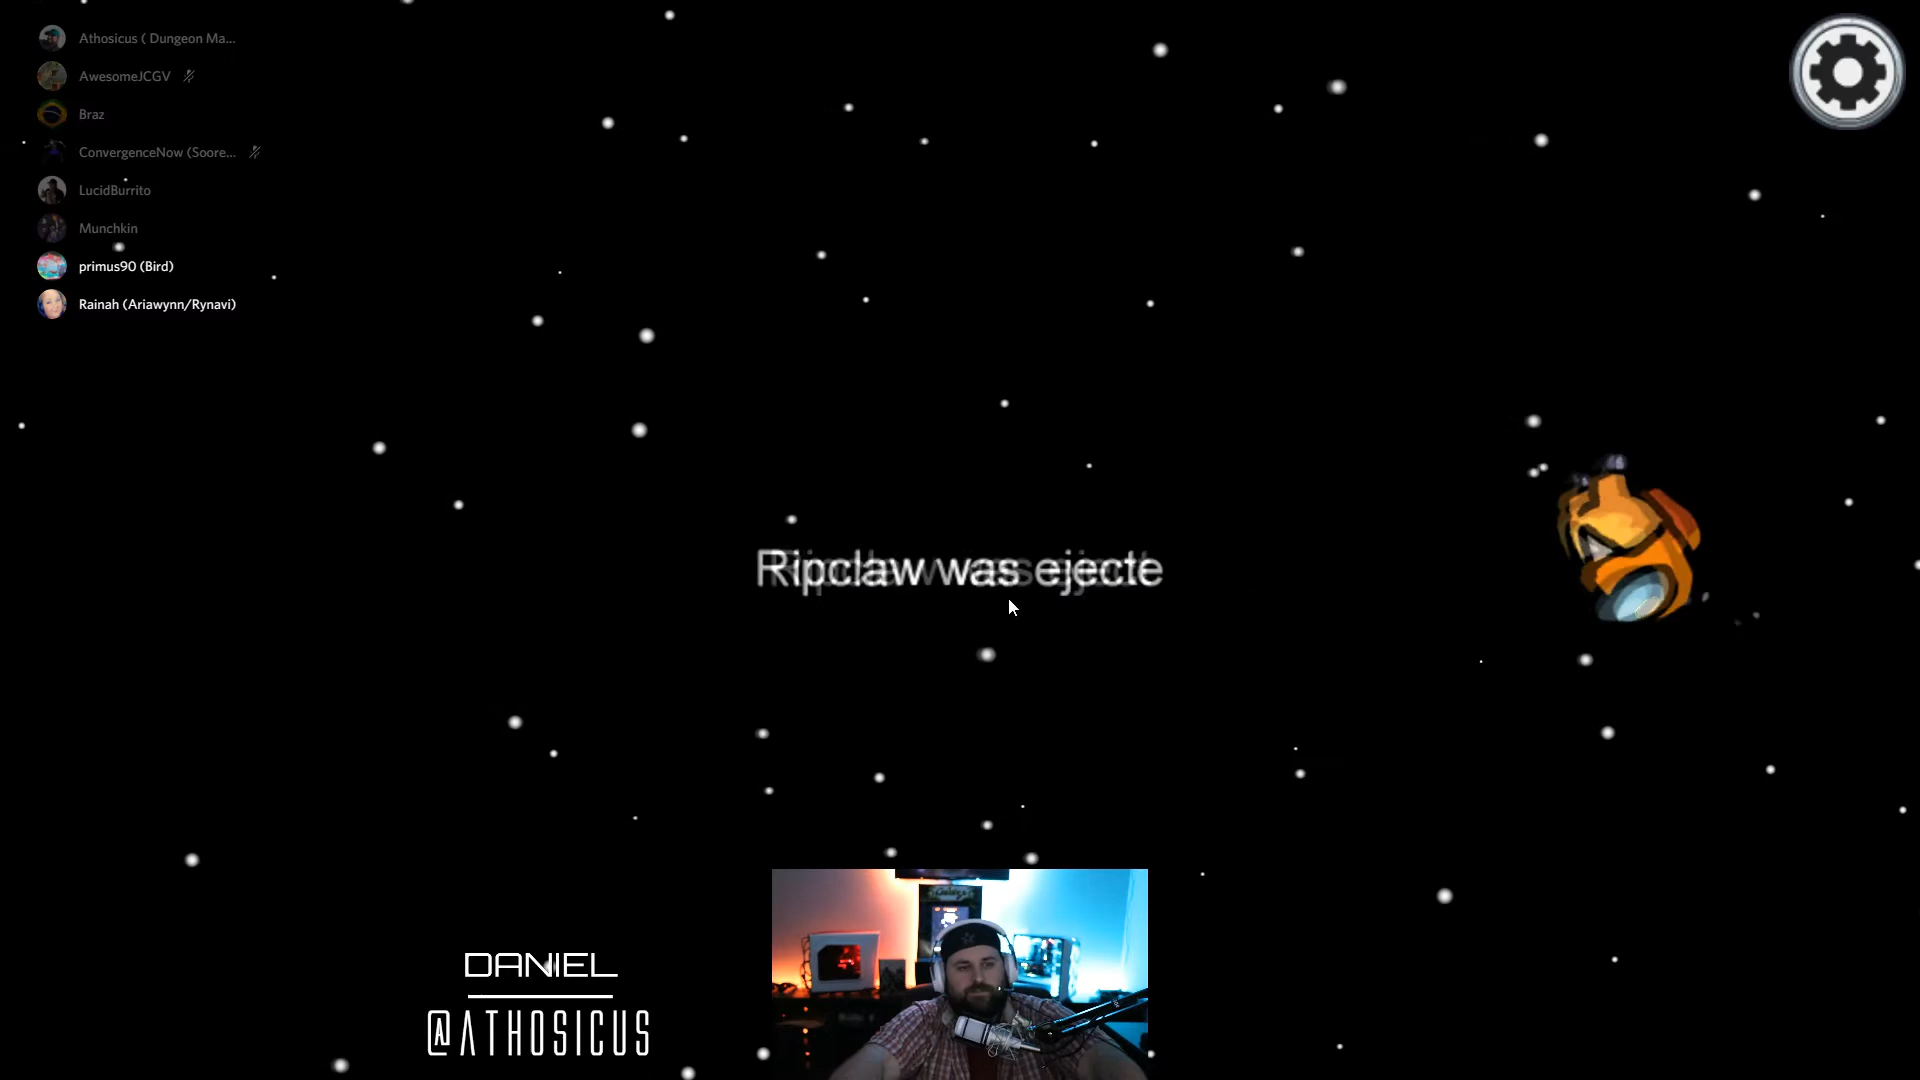 Athosicus ( Dungeon Ma...
AwesomeJCGV
Braz
ConvergenceNow (Soore...
LucidBurrito
Munchkin
primus90 (Bird)
Rainah (Ariawynn/Rynavi)
Ripclaw was ejecte
DANIEL
@ATHOSICUS